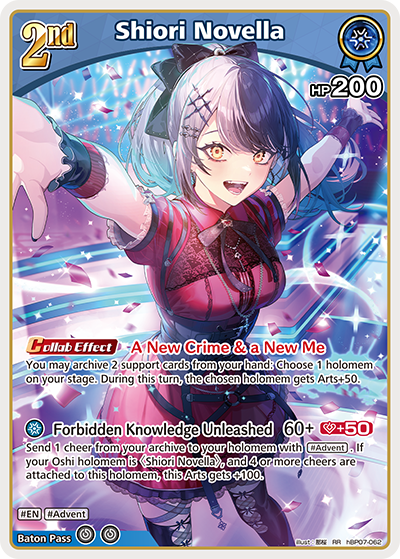 2nd
Shiori Novella
HP200
Collab Effect A New Crime & a New Me
You may archive 2 support cards from your hand: Choose 1 holomem
on your stage. During this turn, the chosen holomem gets Arts+50.
Forbidden Knowledge Unleashed 60+ +50
Send 1 cheer from your archive to your holomem with #Advent . If
your Oshi holomem is 〈Shiori Novella〉, and 4 or more cheers are
attached to this holomem, this Arts gets +100.
#EN #Advent
Baton Pass
illust RR hBP07-062